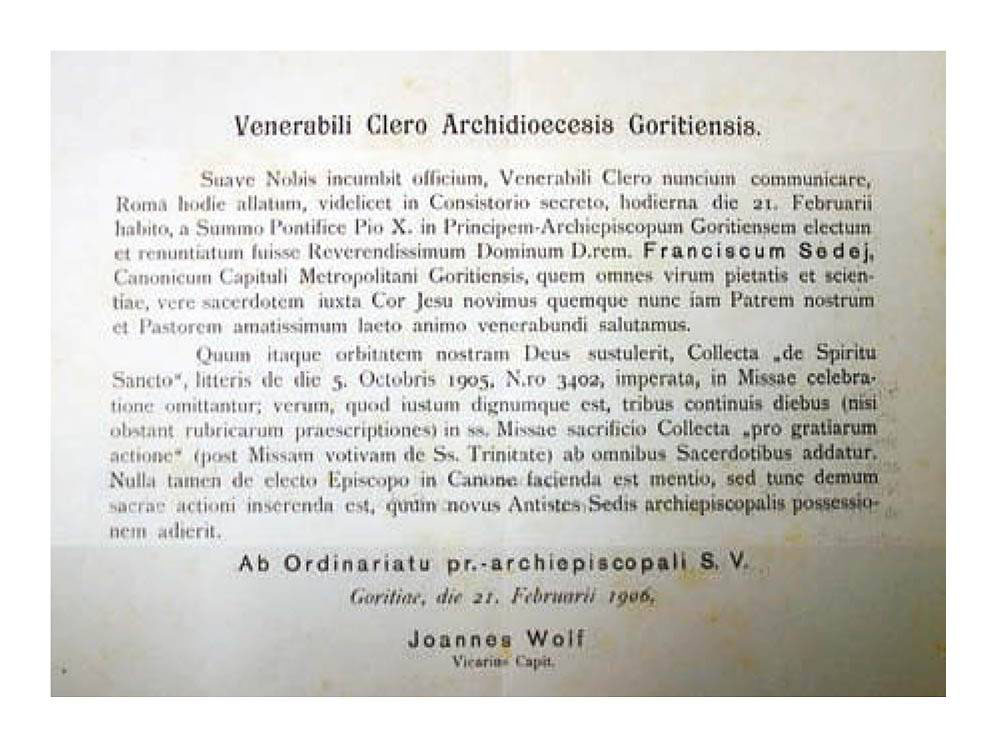 Venerabili Clero Archidioecesis Goritiensis.
Suave Nobis incumbit officium, Venerabili Clero nuncium communicare,
Roma hodie allatum, videlicet in Consistorio secreto, hodierna die 21. Februarii
habito, a Summo Pontifice Pio X. in Principem-Archiepiscopum Goritiensem electum
et renuntiatum fuisse Reverendissimum Dominum D.rem. Franciscum Sedej,
Canonicum Capituli Metropolitani Goritiensis, quem omnes virum pietatis et scien-
tiae, vere sacerdotem iuxta Cor Jesu novimus quemque nunc iam Patrem nostrum
et Pastorem amatissimum laeto animo venerabundi salutamus.
Quum itaque orbitatem nostram Deus sustulerit, Collecta „de Spiritu
Sancto“, litteris de die 5. Octobris 1905, N.ro 3402, imperata, in Missae celebra-
tione omittantur; verum, quod iustum dignumque est, tribus continuis diebus (nisi
obstant rubricarum praescriptiones) in ss. Missae sacrificio Collecta „pro gratiarum
actione“ (post Missam votivam de Ss. Trinitate) ab omnibus Sacerdotibus addatur.
Nulla tamen de electo Episcopo in Canone facienda est mentio, sed tunc demum
sacrae actioni inserenda est, quum novus Antistes Sedis archiepiscopalis possessio-
nem adierit.
Ab Ordinariatu pr.-archiepiscopali S. V.
Goritiae, die 21. Februarii 1906.
Joannes Wolf
Vicarius Capit.